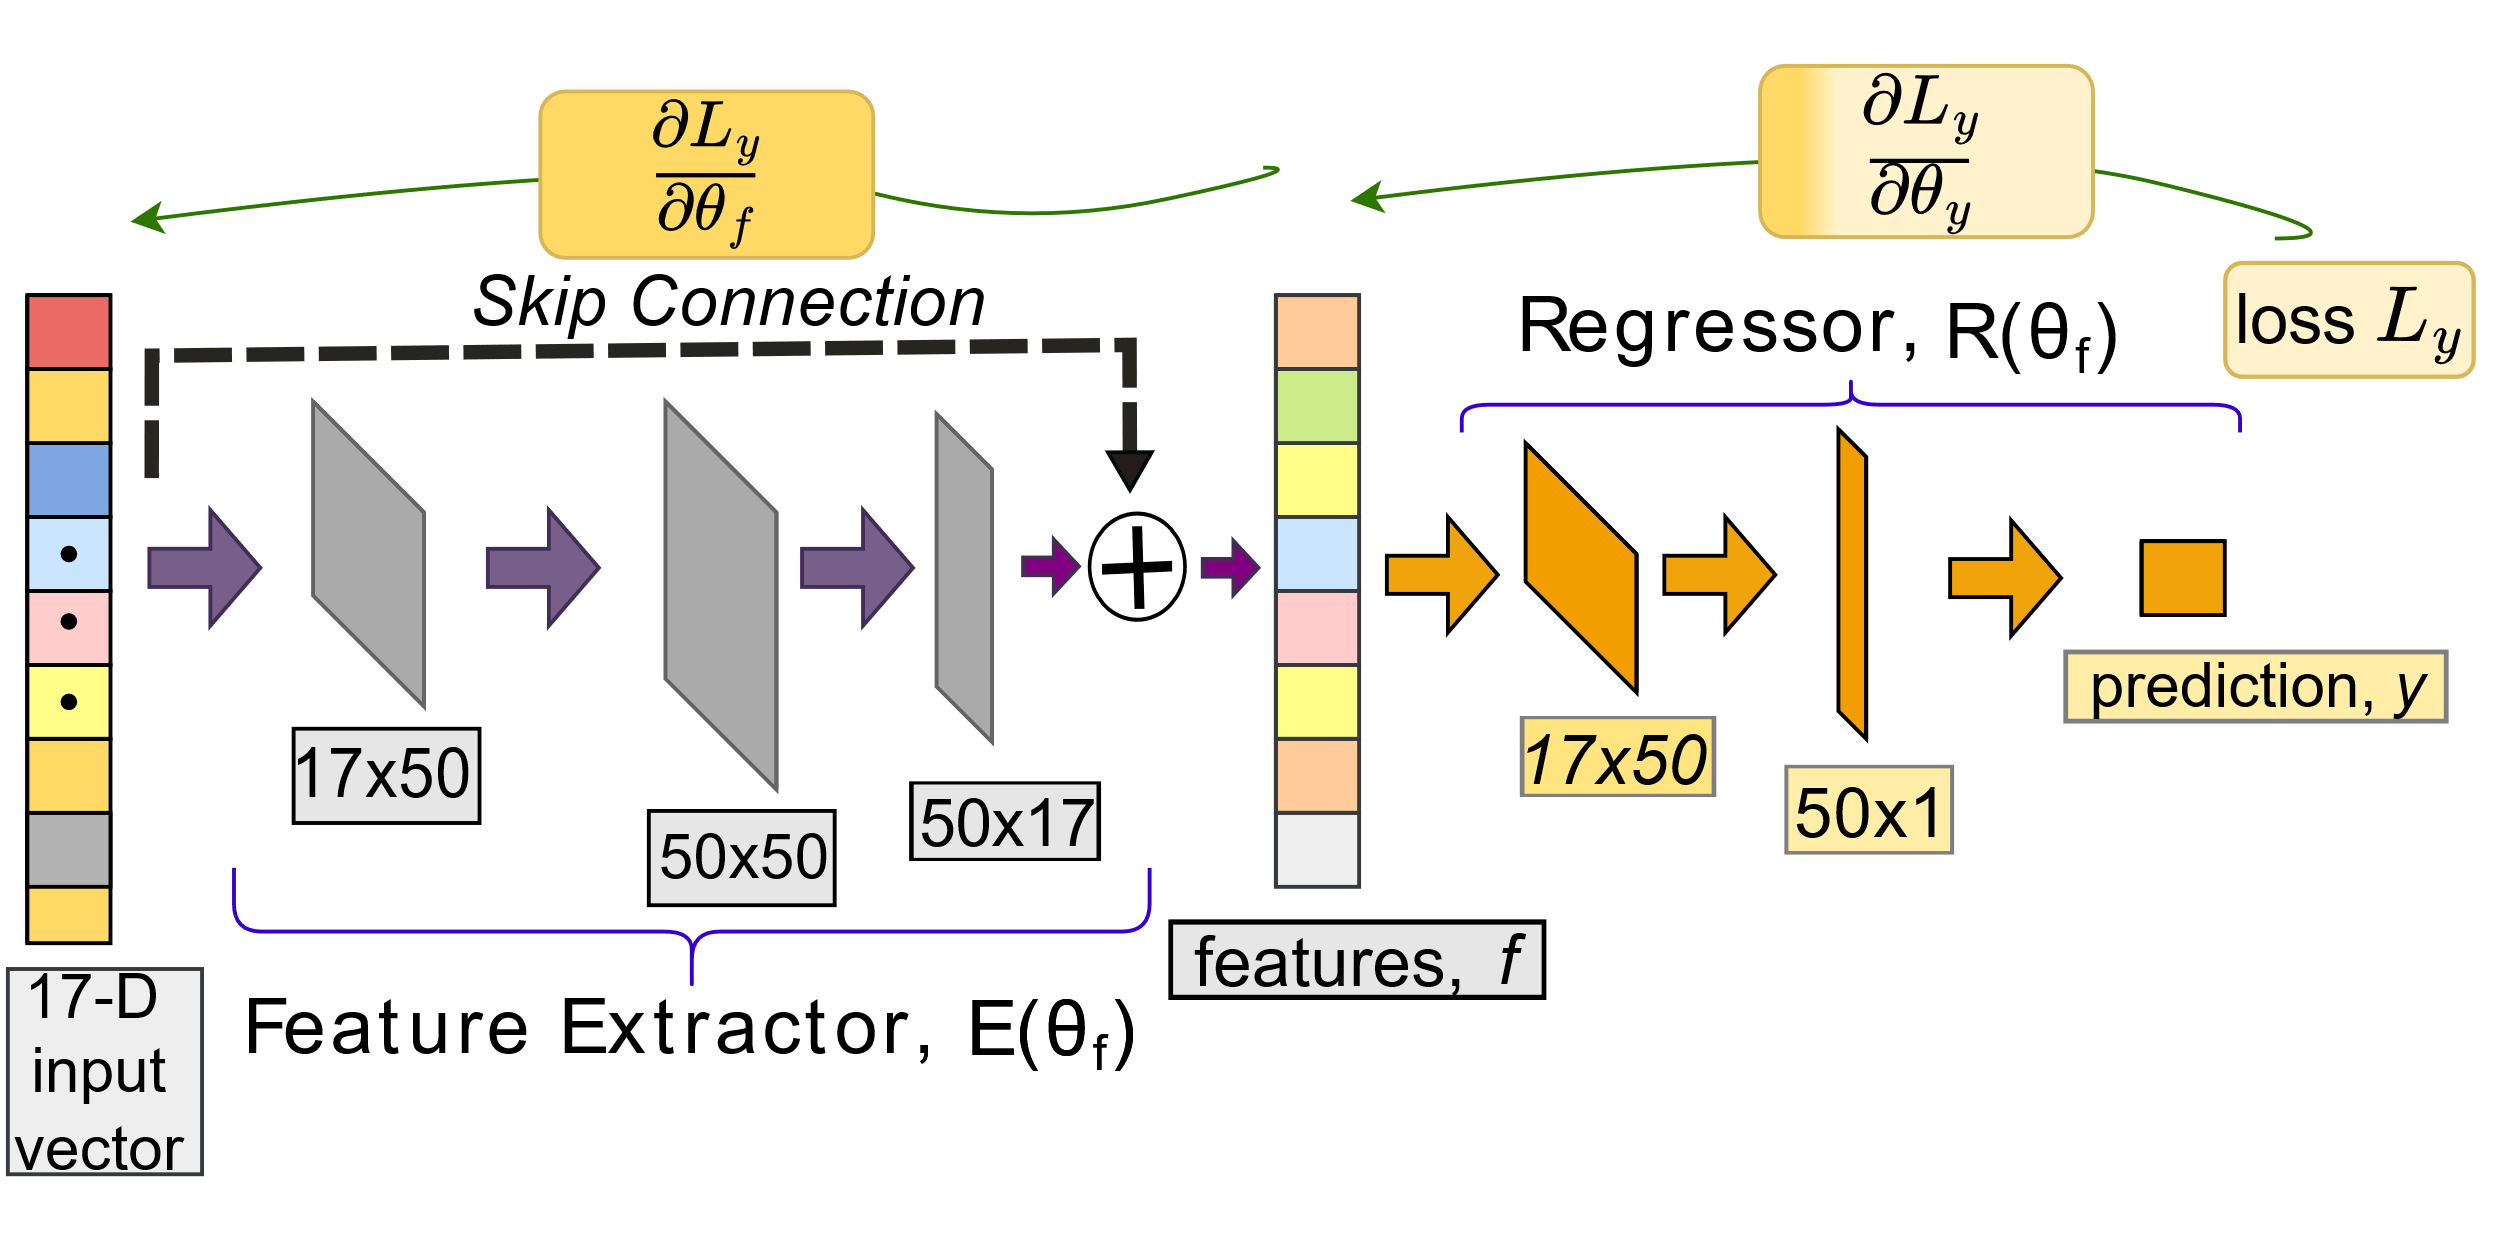 ∂L_y
∂θ_f
∂L_y
∂θ_y
Skip Connection
Regressor, R(θ_f)
loss L_y
17x50
50x50
50x17
17x50
50x1
prediction, y
features, f
17-D
input
vector
Feature Extractor, E(θ_f)